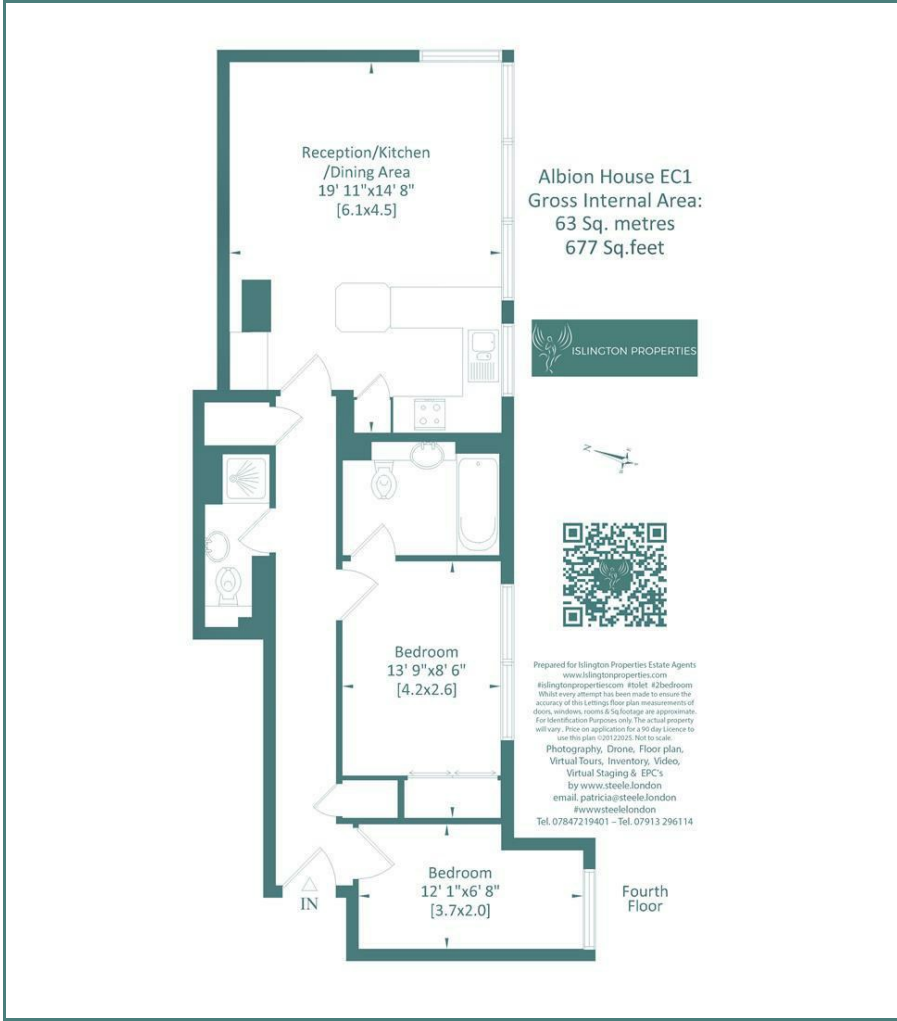 Reception/Kitchen
/Dining Area
19' 11"x14' 8"
[6.1x4.5]
Albion House EC1
Gross Internal Area:
63 Sq. metres
677 Sq.feet
ISLINGTON PROPERTIES
N
Bedroom
13' 9"x8' 6"
[4.2x2.6]
Prepared for Islington Properties Estate Agents
www.Islingtonproperties.com
#islingtonpropertiescom #tolet #2bedroom
Whilst every attempt has been made to ensure the
accuracy of this Lettings floor plan measurements of
doors, windows, rooms & Sq.footage are approximate.
For Identification Purposes only. The actual property
will vary. Price on application for a 90 day Licence to
use this plan ©20122025. Not to scale.
Photography, Drone, Floor plan,
Virtual Tours, Inventory, Video,
Virtual Staging & EPC's
by www.steele.london
email. patricia@steele.london
#wwwsteelelondon
Tel. 07847219401 – Tel. 07913 296114
Bedroom
12' 1"x6' 8"
[3.7x2.0]
IN
Fourth
Floor